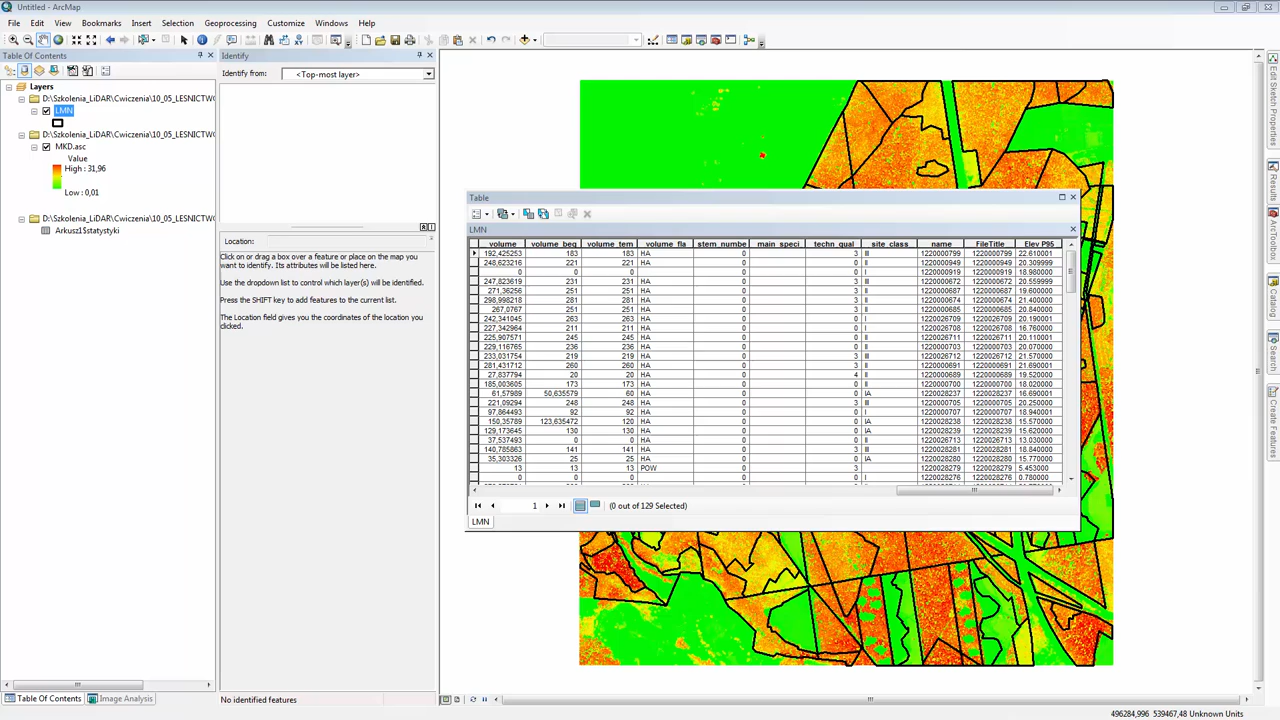 Untitled - ArcMap
File Edit View Bookmarks Insert Selection Geoprocessing Customize Windows Help
Table Of Contents
Layers
D:\Szkolenia_LiDAR\Cwiczenia\10_05_LESNICTWO
LMN
D:\Szkolenia_LiDAR\Cwiczenia\10_05_LESNICTWO
MKD.asc
Value
High : 31,96
Low : 0,01
D:\Szkolenia_LiDAR\Cwiczenia\10_05_LESNICTWO
Arkusz1$statystyki
Table Of Contents Image Analysis
Identify
Identify from: <Top-most layer>
Location:
Click on or drag a box over a feature or place on the map you
want to identify. Its attributes will be listed here.
Use the dropdown list to control which layer(s) will be identified.
Press the SHIFT key to add features to the current list.
The Location field gives you the coordinates of the location you
clicked.
No identified features
Table
LMN
volume volume_beg volume_tem volume_fla stem_numbe main_speci techn_qual site_class name FileTitle Elev P95
192,425253 183 183 HA 0 3 III 1220000799 1220000799 22.610001
248,623216 221 221 HA 0 3 II 1220000949 1220000949 20.309999
0 0 0 0 0 I 1220000919 1220000919 18.980000
247,823619 231 231 HA 0 3 III 1220000672 1220000672 20.559999
271,36255 251 251 HA 0 3 II 1220000687 1220000687 19.600000
298,998218 281 281 HA 0 3 II 1220000674 1220000674 21.400000
267,0767 251 251 HA 0 3 II 1220000685 1220000685 20.840000
242,341045 263 263 HA 0 0 I 1220026709 1220026709 19.190001
227,342964 211 211 HA 0 0 I 1220026708 1220026708 16.760000
225,907571 245 245 HA 0 0 II 1220026711 1220026711 20.110001
229,116765 236 236 HA 0 3 II 1220000703 1220000703 20.070000
233,031754 219 219 HA 0 3 III 1220026712 1220026712 21.570000
281,431712 260 260 HA 0 3 II 1220000691 1220000691 21.690001
27,837794 20 20 HA 0 4 II 1220000689 1220000689 19.520000
185,003605 173 173 HA 0 0 II 1220000700 1220000700 18.020000
61,57989 50,635579 60 HA 0 0 IA 1220028237 1220028237 16.690001
221,09294 248 248 HA 0 3 III 1220000705 1220000705 20.250000
97,864493 92 92 HA 0 0 I 1220000707 1220000707 18.940001
150,35789 123,635472 120 HA 0 0 IA 1220028238 1220028238 15.570000
129,173645 130 130 HA 0 0 IA 1220028239 1220028239 15.620000
37,537493 0 0 HA 0 0 II 1220026713 1220026713 13.030000
140,785863 141 141 HA 0 3 III 1220028281 1220028281 18.840000
35,303326 25 25 HA 0 0 IA 1220028280 1220028280 15.770000
13 13 13 POW 0 3 1220028279 1220028279 5.453000
0 0 0 0 0 I 1220028276 1220028276 0.780000
1 (0 out of 129 Selected)
LMN
Edit Sketch Properties
Results
ArcToolbox
Catalog
Search
Create Features
496284,996 539467,48 Unknown Units